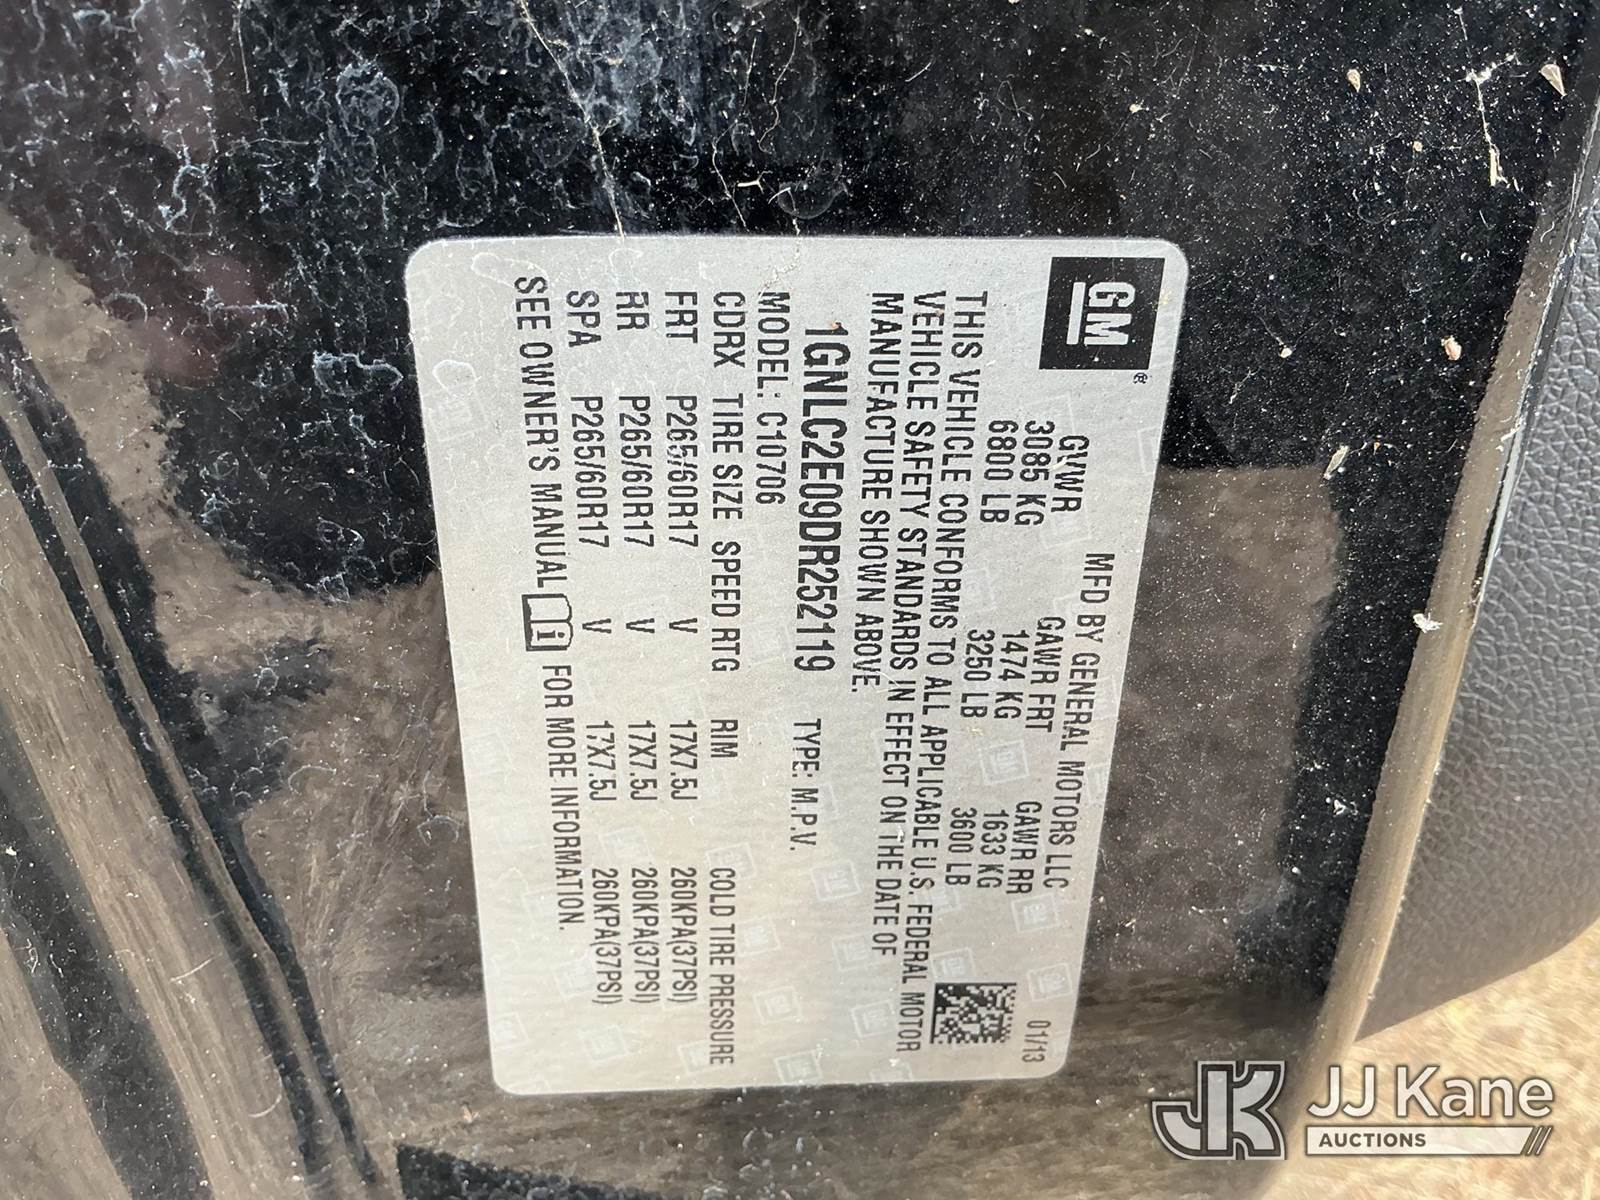 GM®
MFD BY GENERAL MOTORS LLC 01/13
GVWR GAWR FRT GAWR RR
3085 KG 1474 KG 1633 KG
6800 LB 3250 LB 3600 LB
THIS VEHICLE CONFORMS TO ALL APPLICABLE U.S. FEDERAL MOTOR
VEHICLE SAFETY STANDARDS IN EFFECT ON THE DATE OF
MANUFACTURE SHOWN ABOVE.
1GNLC2E09DR252119 TYPE: M.P.V.
MODEL: C10706
CDRX TIRE SIZE SPEED RTG RIM COLD TIRE PRESSURE
FRT P265/60R17 V 17X7.5J 260KPA(37PSI)
RR P265/60R17 V 17X7.5J 260KPA(37PSI)
SPA P265/60R17 V 17X7.5J 260KPA(37PSI)
SEE OWNER'S MANUAL i FOR MORE INFORMATION.
JK JJ Kane
AUCTIONS